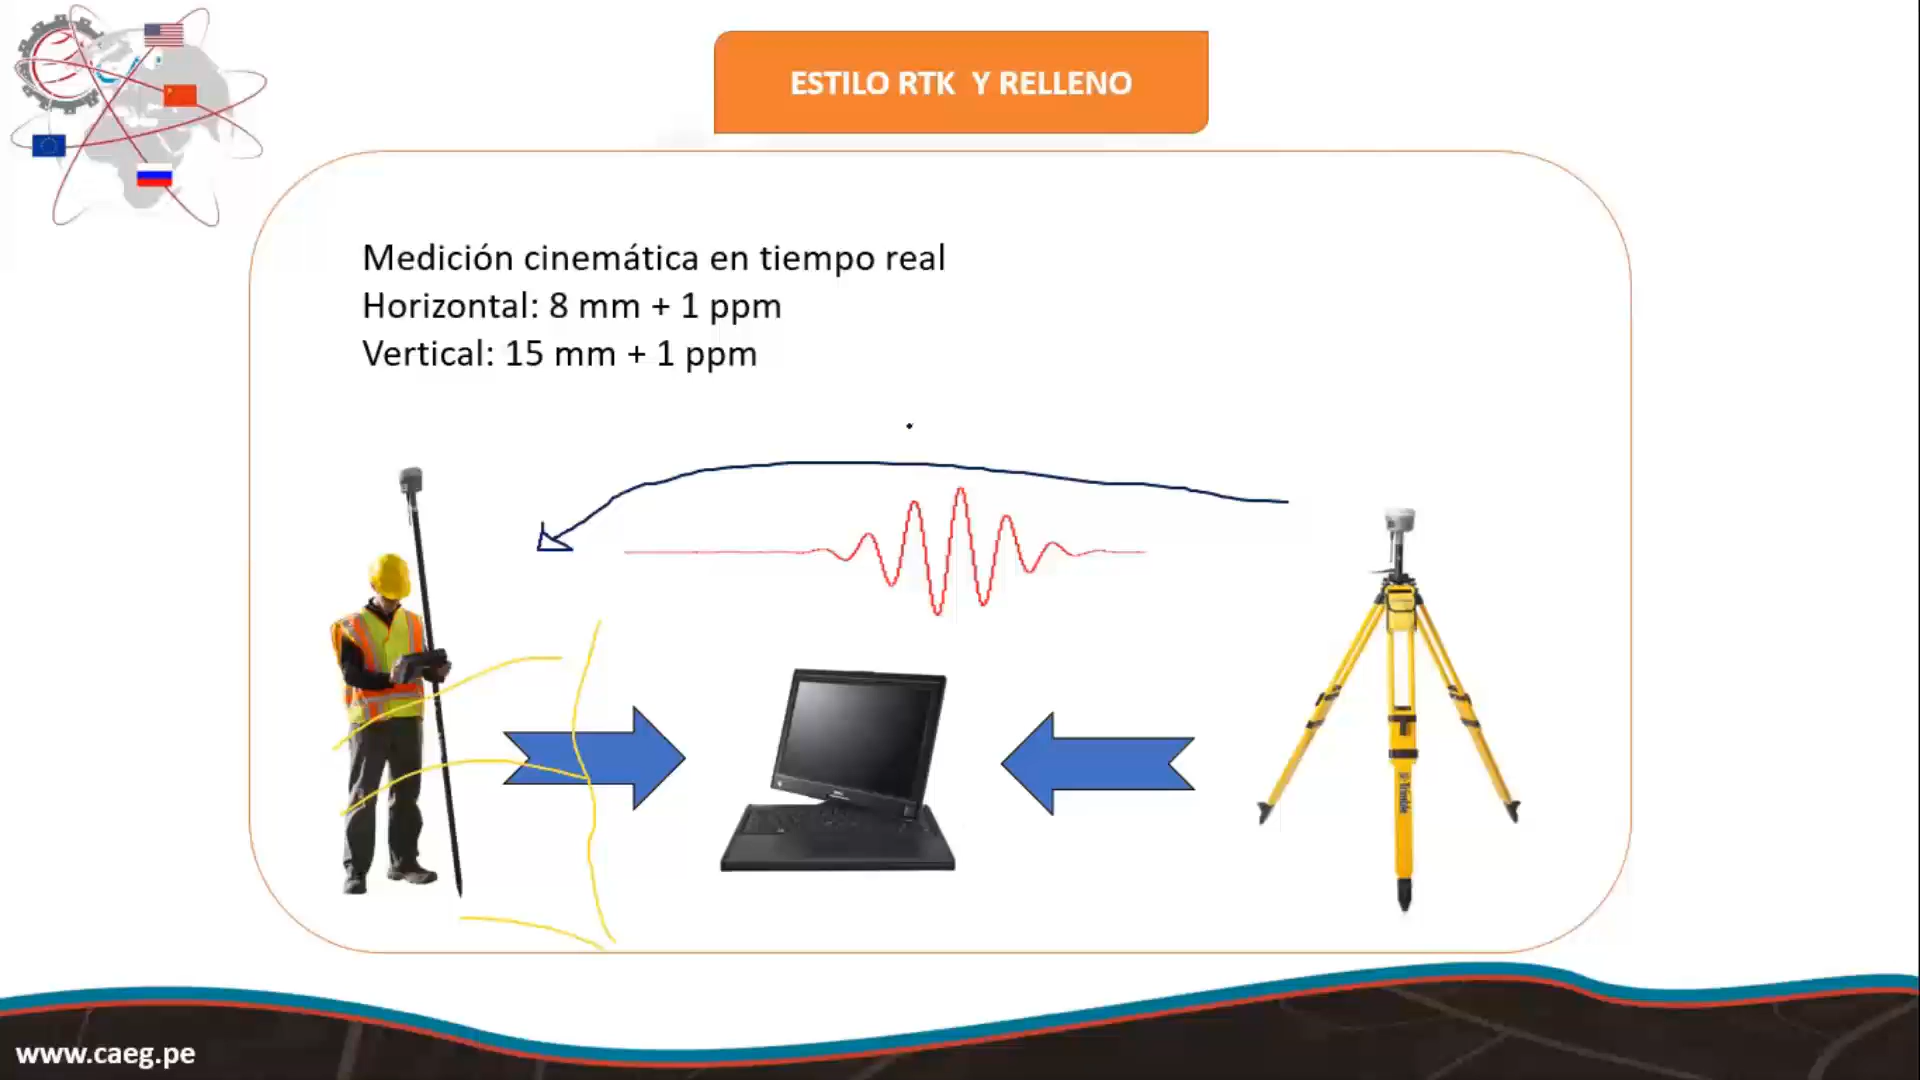 ESTILO RTK Y RELLENO
Medición cinemática en tiempo real
Horizontal: 8 mm + 1 ppm
Vertical: 15 mm + 1 ppm
Trimble
www.caeg.pe